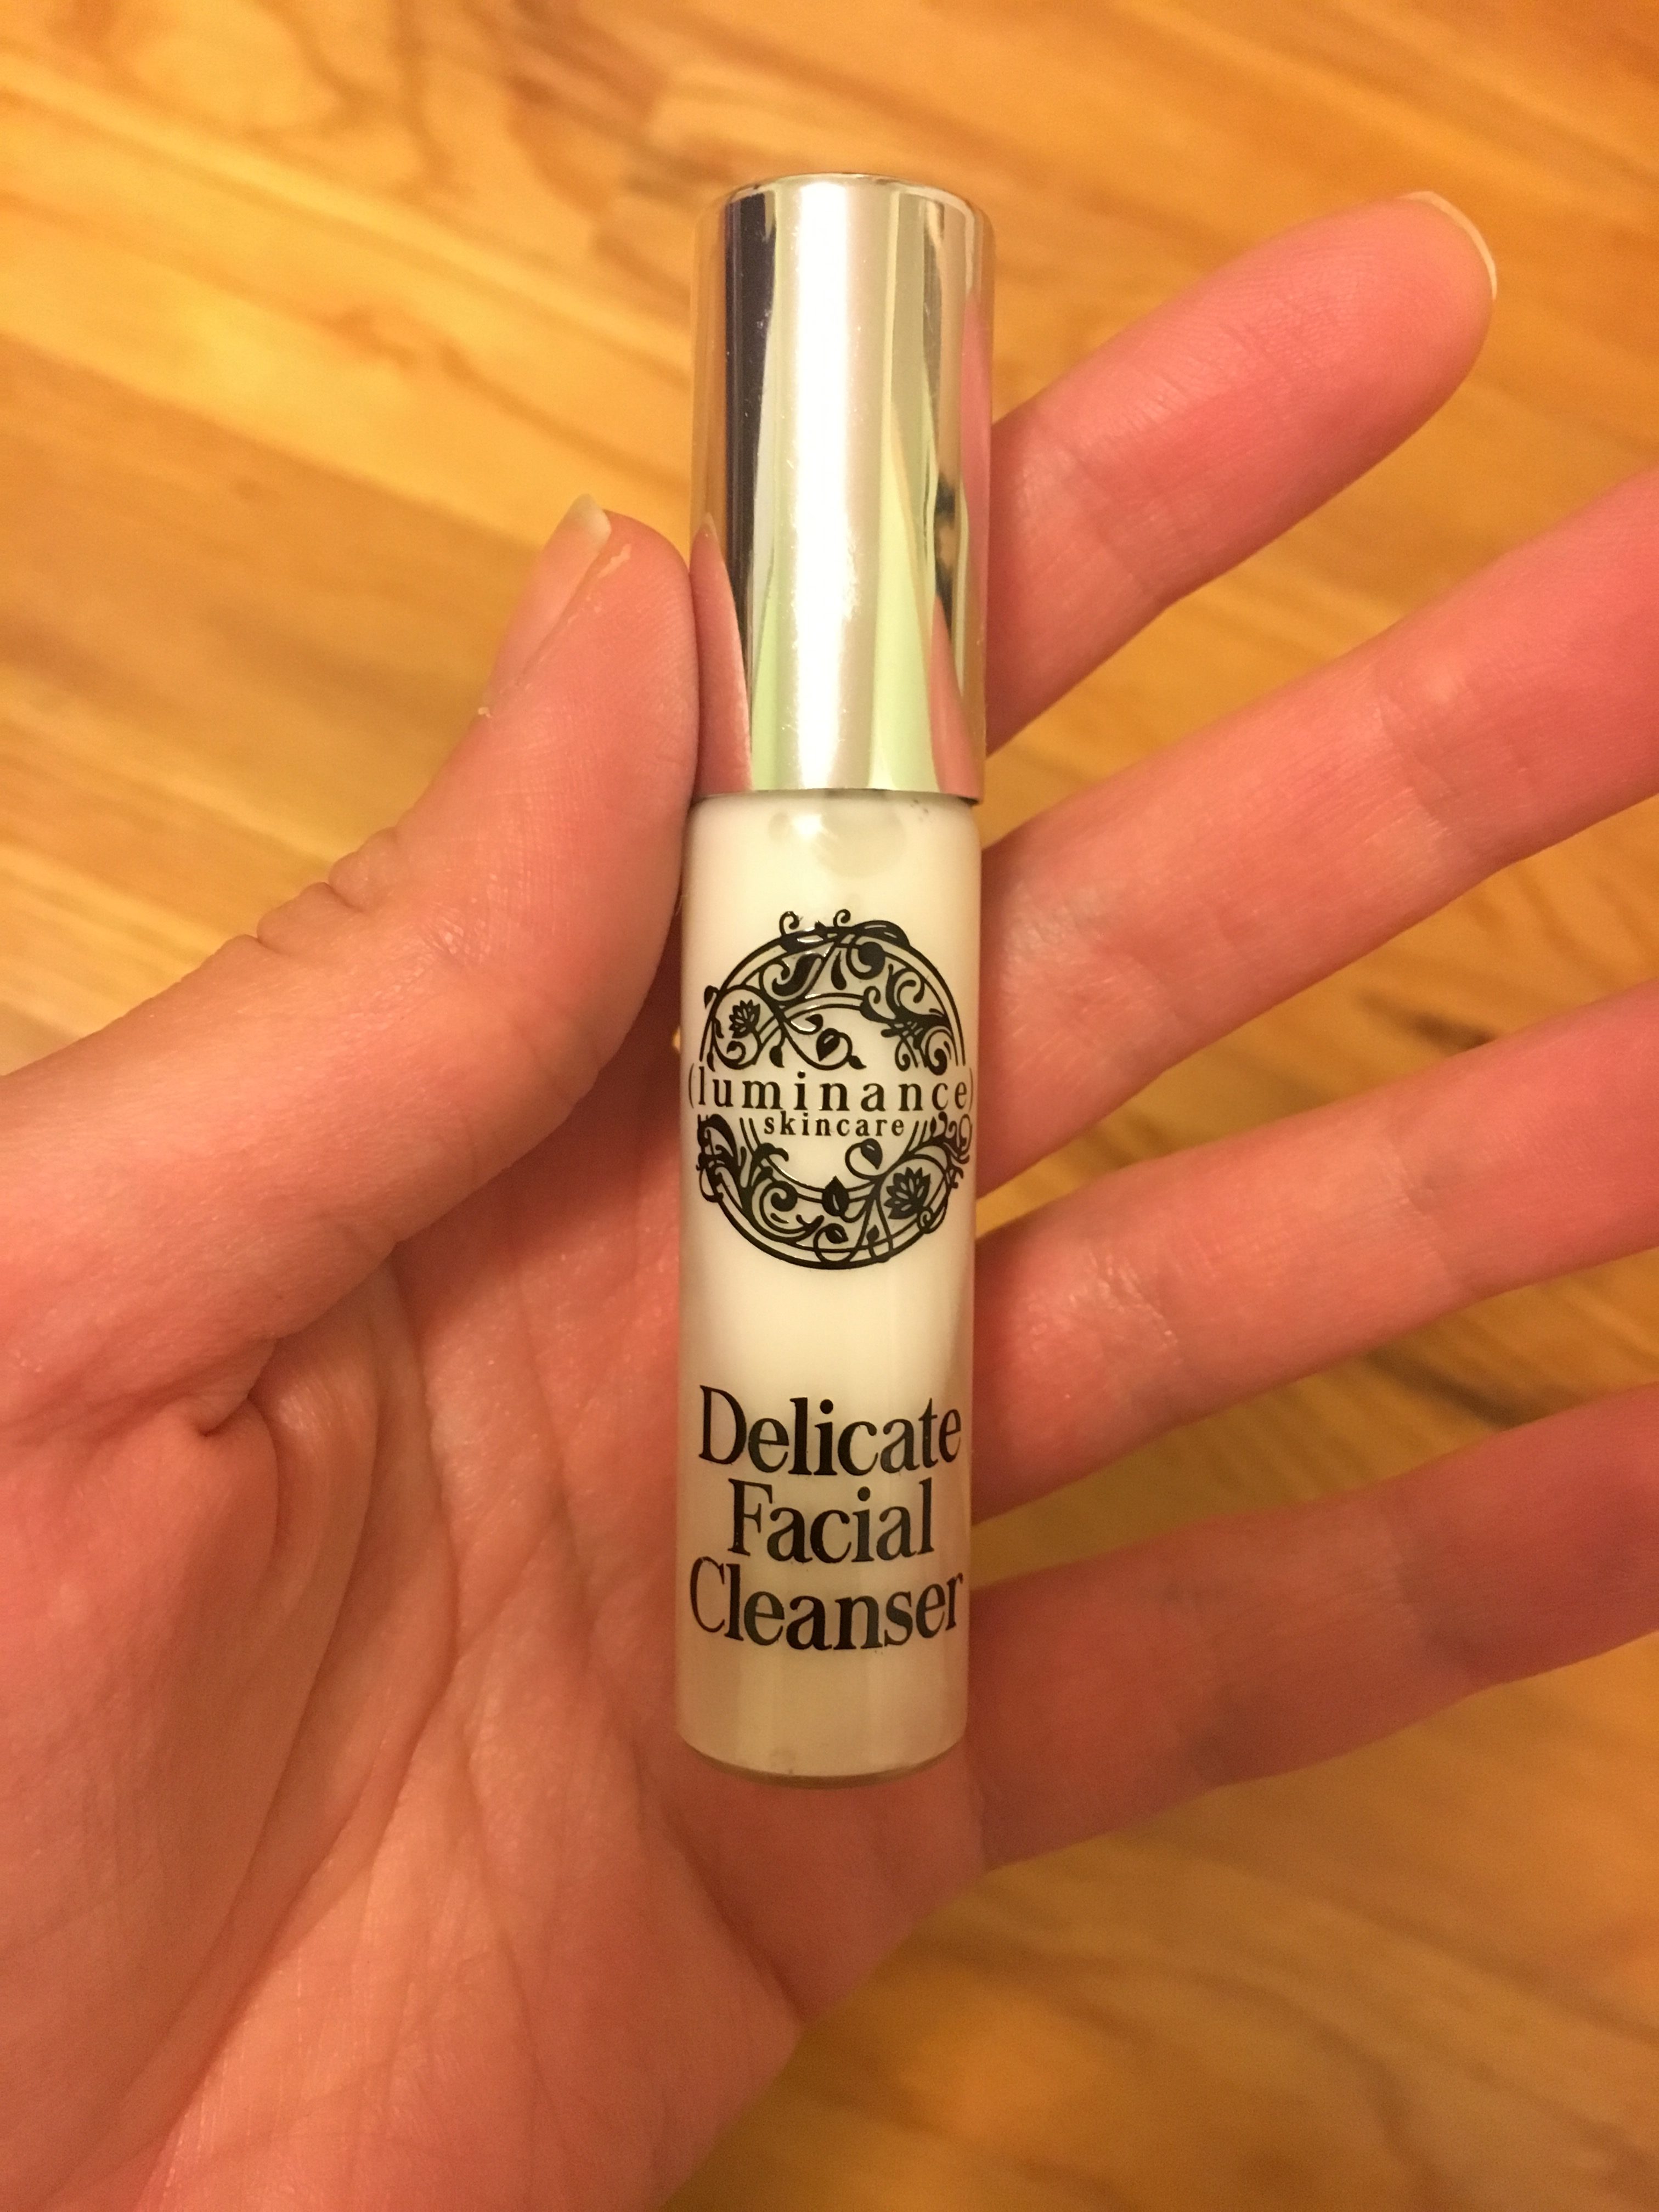 (luminance)
skincare
Delicate
Facial
Cleanser